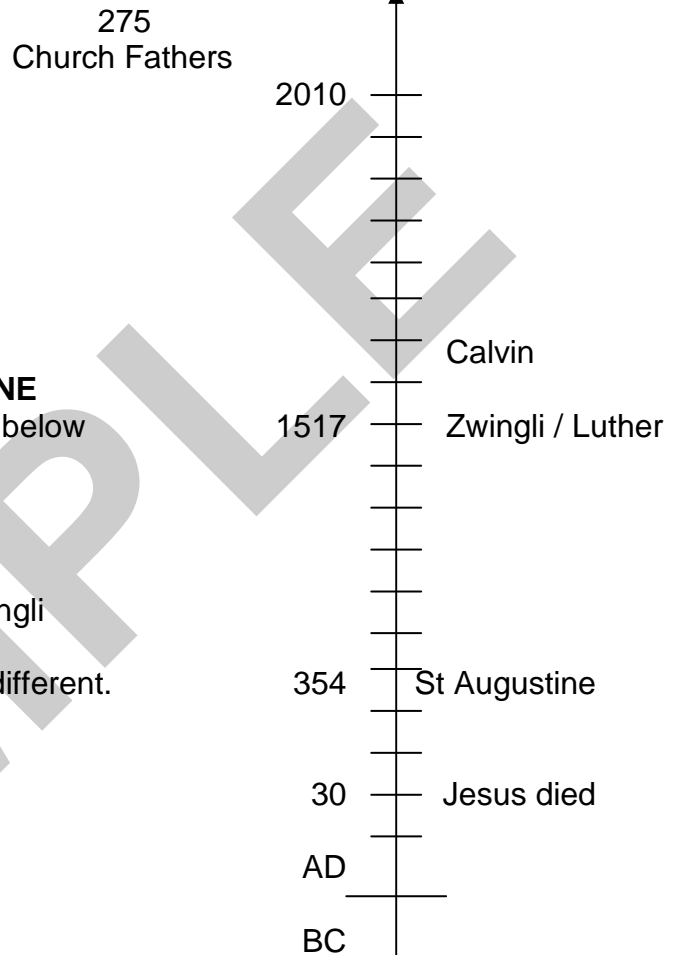 275
Church Fathers
2010
Calvin
NE
below
1517
Zwingli / Luther
ngli
different.
354
St Augustine
30
Jesus died
AD
BC